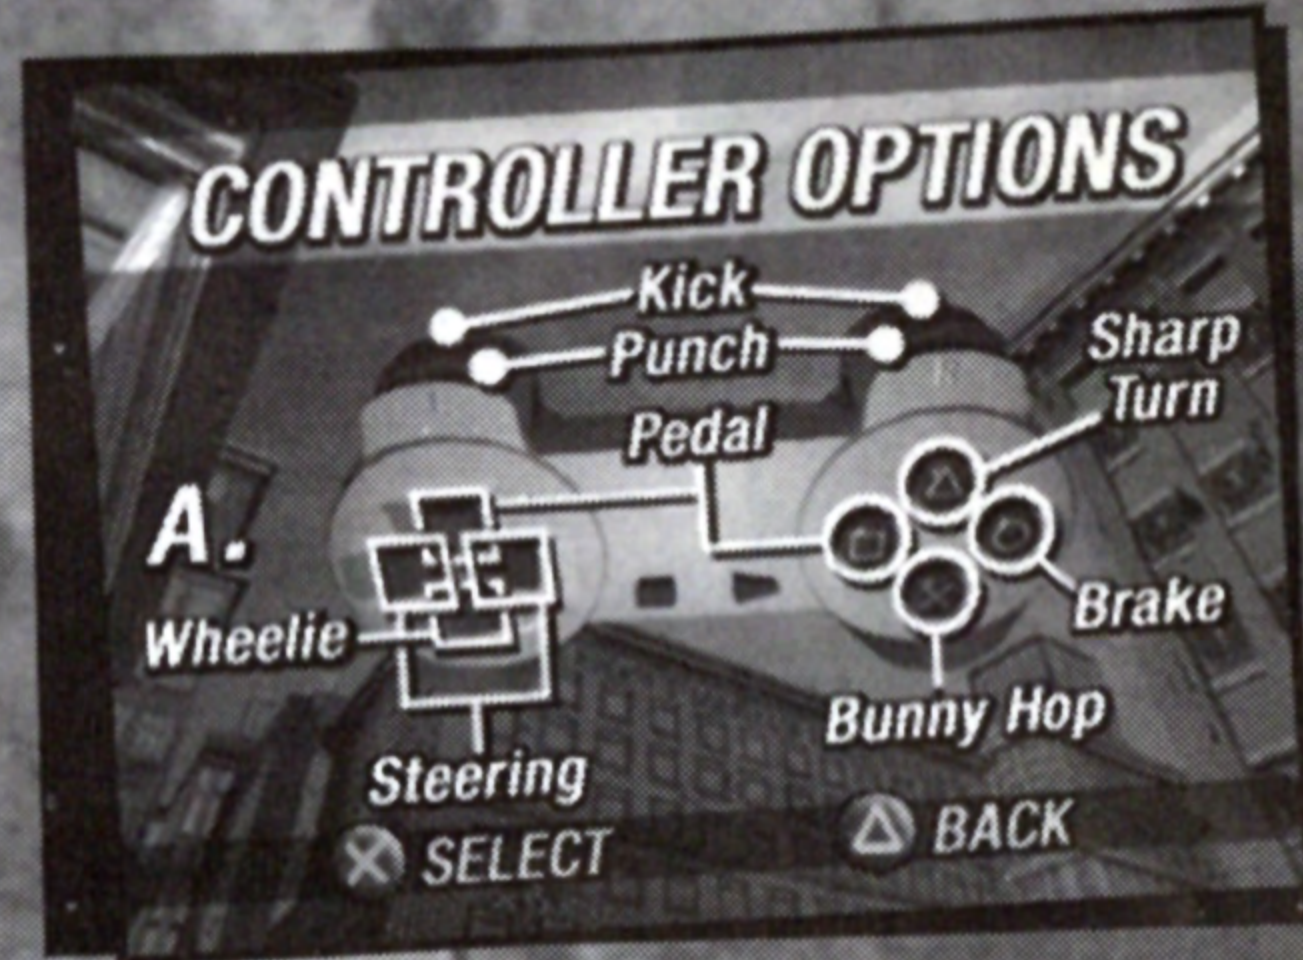 CONTROLLER OPTIONS
Kick
Punch
Pedal
Sharp
Turn
A.
Wheelie
Brake
Bunny Hop
Steering
SELECT
BACK